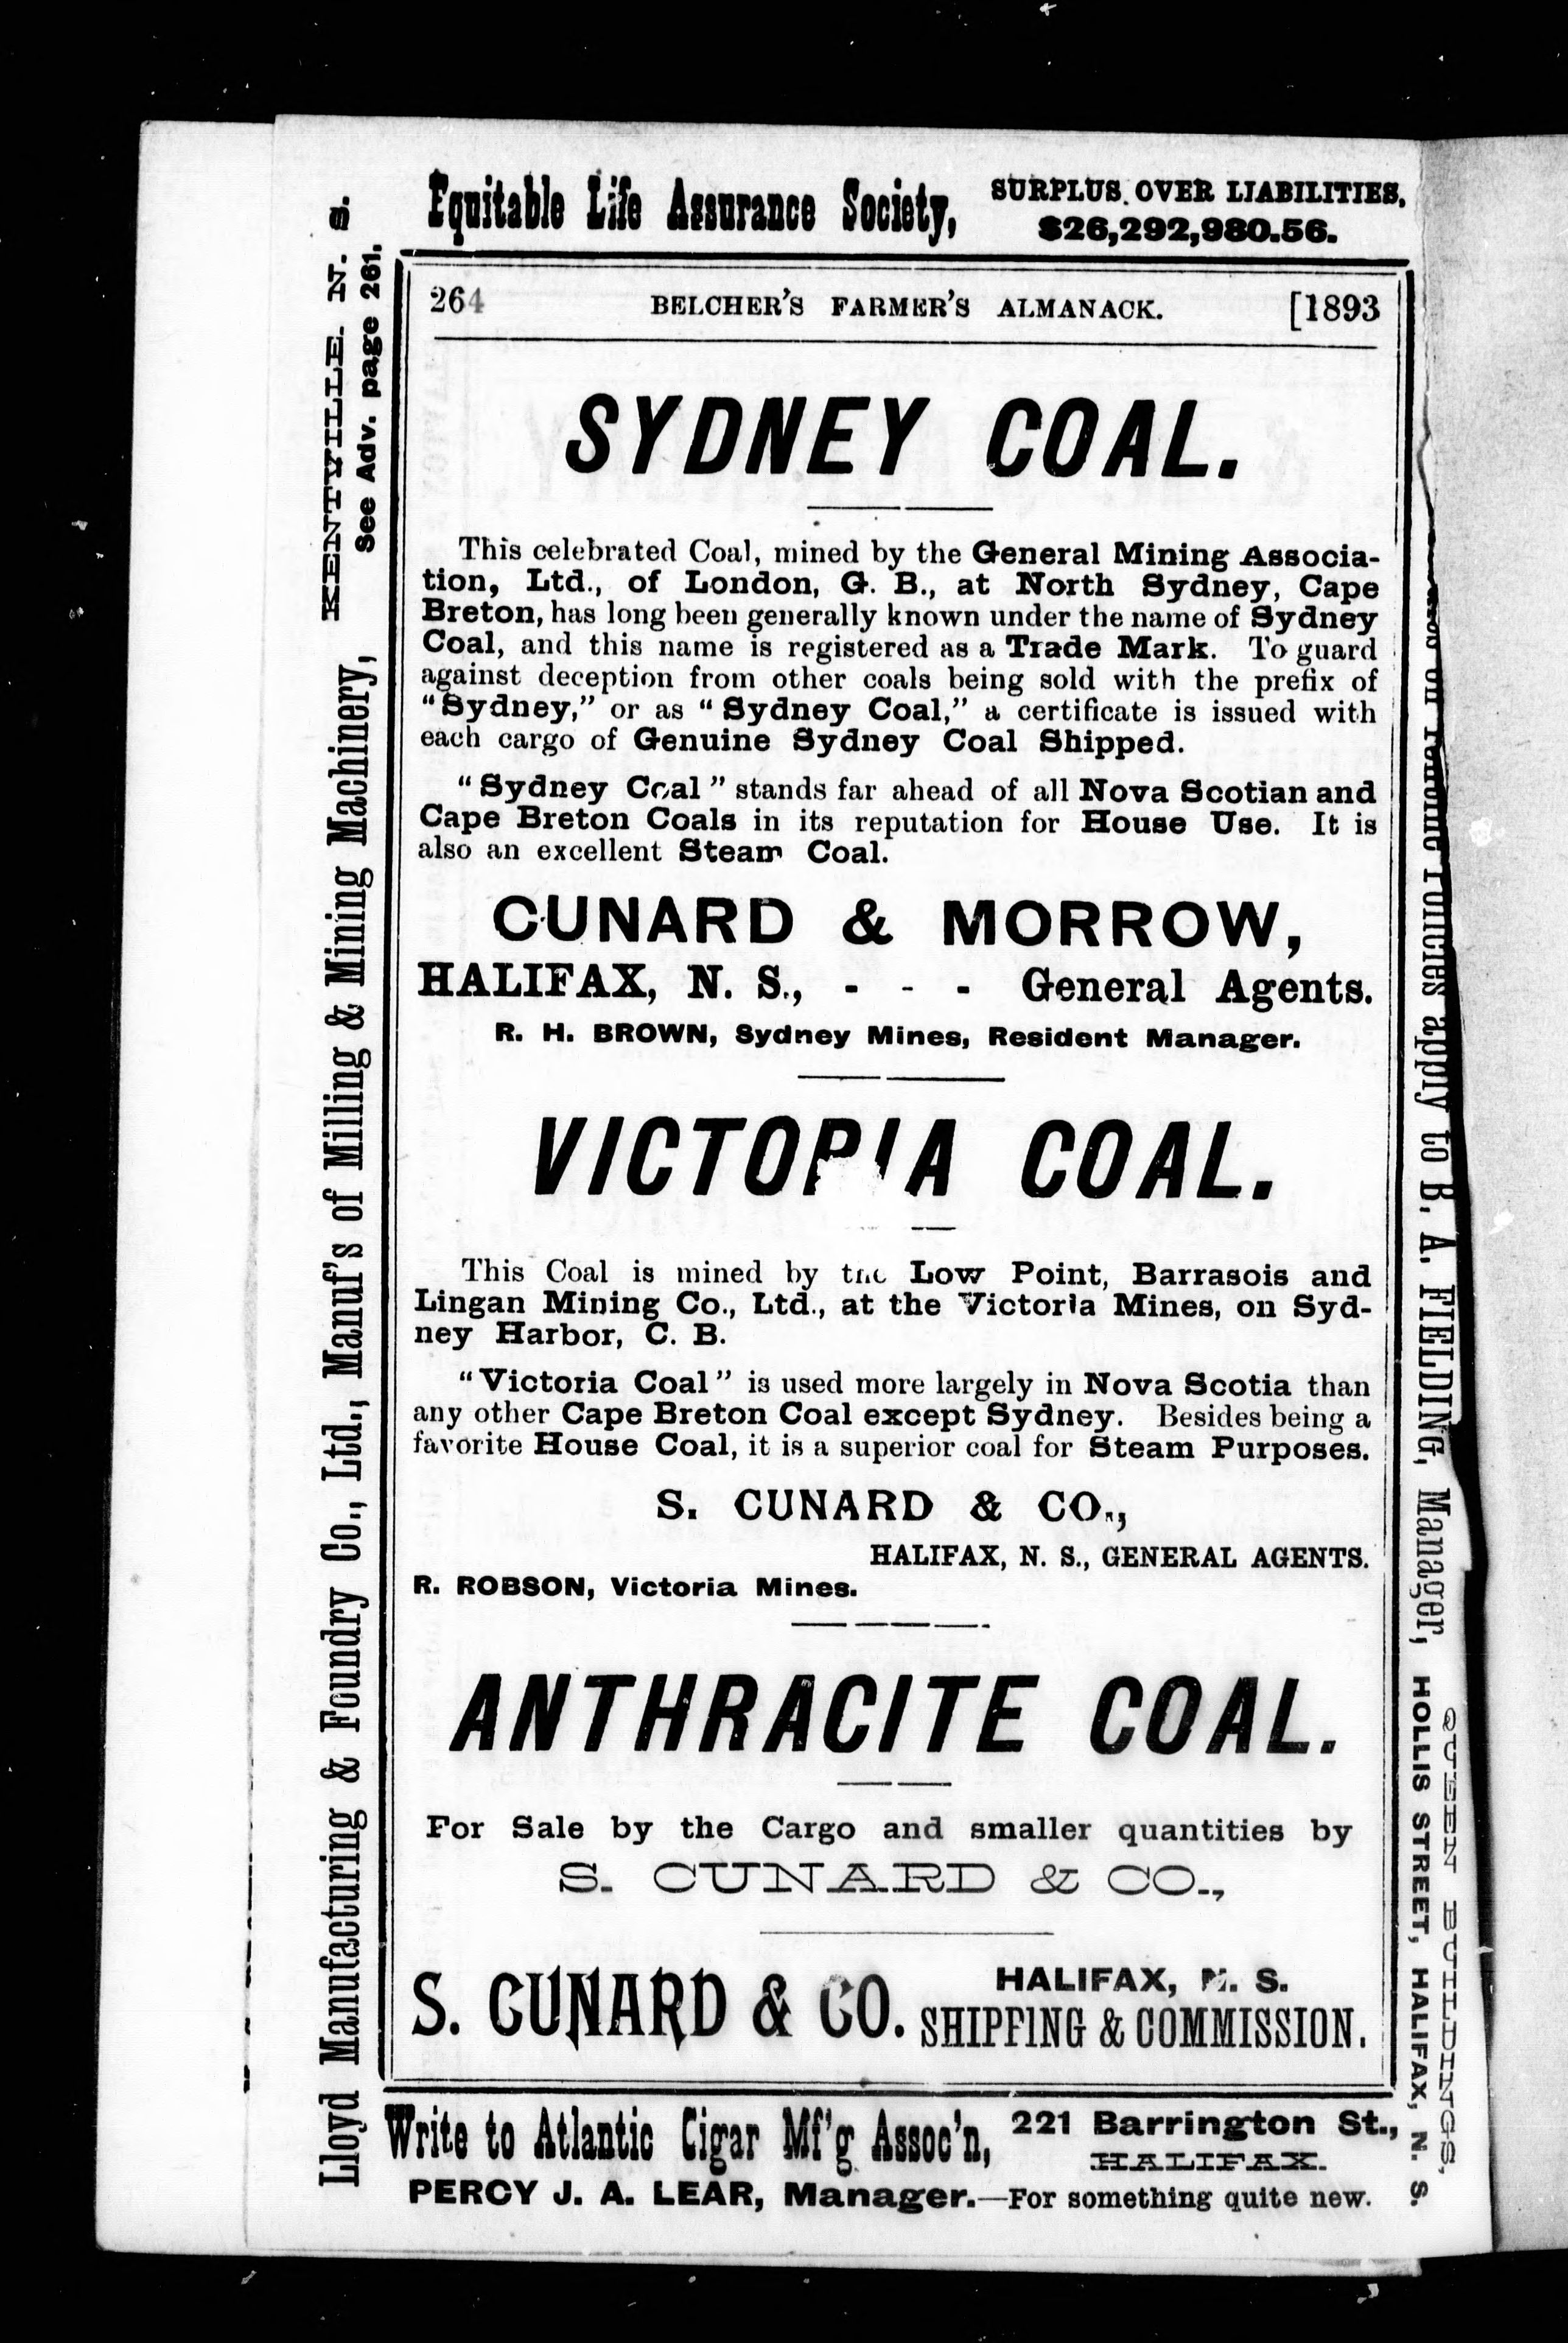 Equitable Life Assurance Society, SURPLUS OVER LIABILITIES,
$26,292,980.56.
264 BELCHER'S FARMER'S ALMANACK. [1893
SYDNEY COAL.
This celebrated Coal, mined by the General Mining Associa-
tion, Ltd., of London, G. B., at North Sydney, Cape
Breton, has long been generally known under the name of Sydney
Coal, and this name is registered as a Trade Mark. To guard
against deception from other coals being sold with the prefix of
"Sydney," or as "Sydney Coal," a certificate is issued with
each cargo of Genuine Sydney Coal Shipped.
"Sydney Coal" stands far ahead of all Nova Scotian and
Cape Breton Coals in its reputation for House Use. It is
also an excellent Steam Coal.
CUNARD & MORROW,
HALIFAX, N. S., - - - General Agents.
R. H. BROWN, Sydney Mines, Resident Manager.
VICTORIA COAL.
This Coal is mined by the Low Point, Barrasois and
Lingan Mining Co., Ltd., at the Victoria Mines, on Syd-
ney Harbor, C. B.
"Victoria Coal" is used more largely in Nova Scotia than
any other Cape Breton Coal except Sydney. Besides being a
favorite House Coal, it is a superior coal for Steam Purposes.
S. CUNARD & CO.,
HALIFAX, N. S., GENERAL AGENTS.
R. ROBSON, Victoria Mines.
ANTHRACITE COAL.
For Sale by the Cargo and smaller quantities by
S. CUNARD & CO.,
S. CUNARD & CO. HALIFAX, N. S.
SHIPPING & COMMISSION.
Write to Atlantic Cigar Mf'g Assoc'n, 221 Barrington St.,
HALIFAX.
PERCY J. A. LEAR, Manager.—For something quite new.
Lloyd Manufacturing & Foundry Co., Ltd., Manuf's of Milling & Mining Machinery, KENTVILLE. N. S.
See Adv. page 261.
Policies apply to B. A. FIELDING, Manager, QUEEN BUILDINGS,
HOLLIS STREET, HALIFAX, N. S.